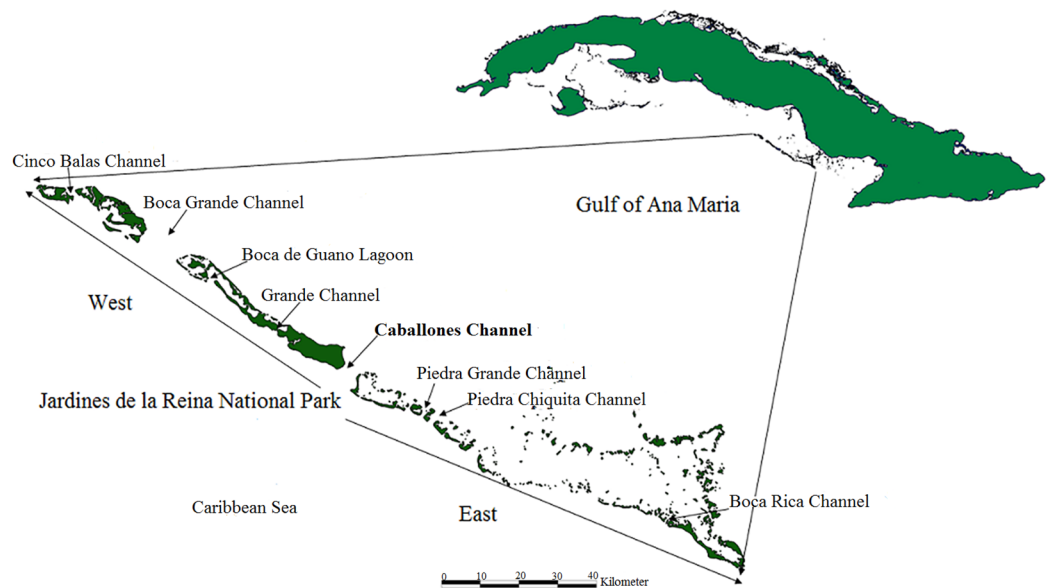 Cinco Balas Channel
Boca Grande Channel
Gulf of Ana Maria
Boca de Guano Lagoon
West
Grande Channel
Caballones Channel
Piedra Grande Channel
Jardines de la Reina National Park
Piedra Chiquita Channel
Boca Rica Channel
Caribbean Sea
East
0 10 20 30 40
Kilometer